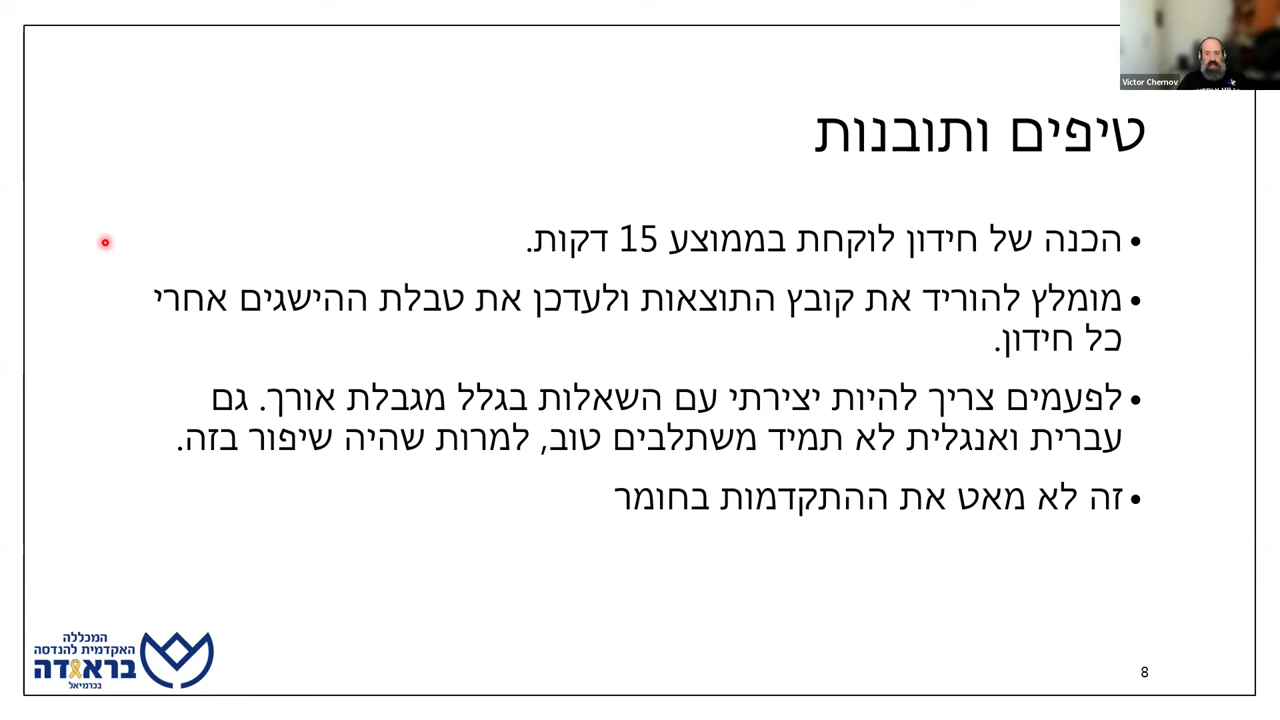 Victor Chernov
טיפים ותובנות
• הכנה של חידון לוקחת בממוצע 15 דקות.
• מומלץ להוריד את קובץ התוצאות ולעדכן את טבלת ההישגים אחרי
כל חידון.
• לפעמים צריך להיות יצירתי עם השאלות בגלל מגבלת אורך. גם
עברית ואנגלית לא תמיד משתלבים טוב, למרות שהיה שיפור בזה.
• זה לא מאט את ההתקדמות בחומר
המכללה
האקדמית להנדסה
בראודה
בכרמיאל
8